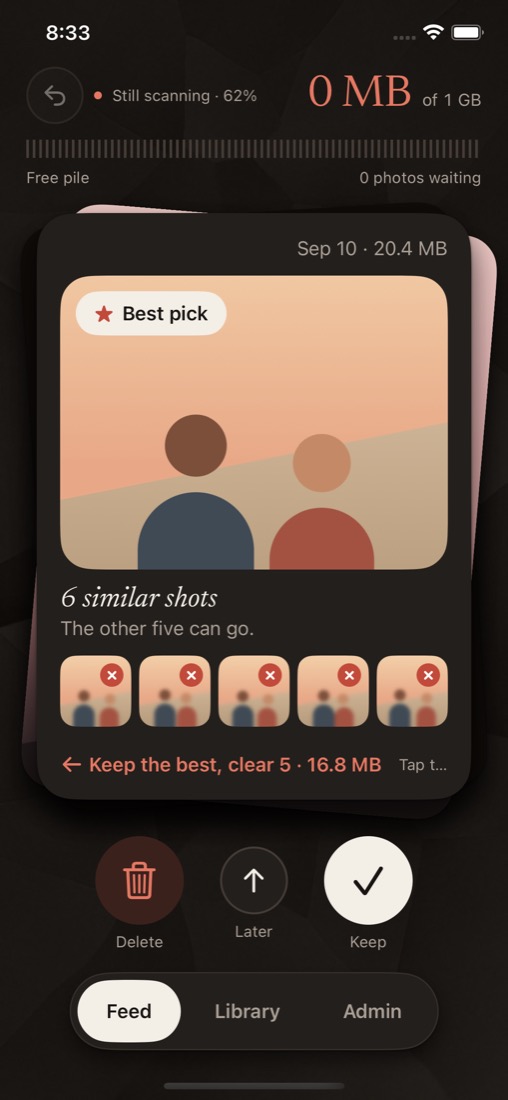 8:33
Still scanning · 62%
0 MB of 1 GB
Free pile
0 photos waiting
Sep 10 · 20.4 MB
Best pick
6 similar shots
The other five can go.
← Keep the best, clear 5 · 16.8 MB
Tap t…
Delete
Later
Keep
Feed
Library
Admin